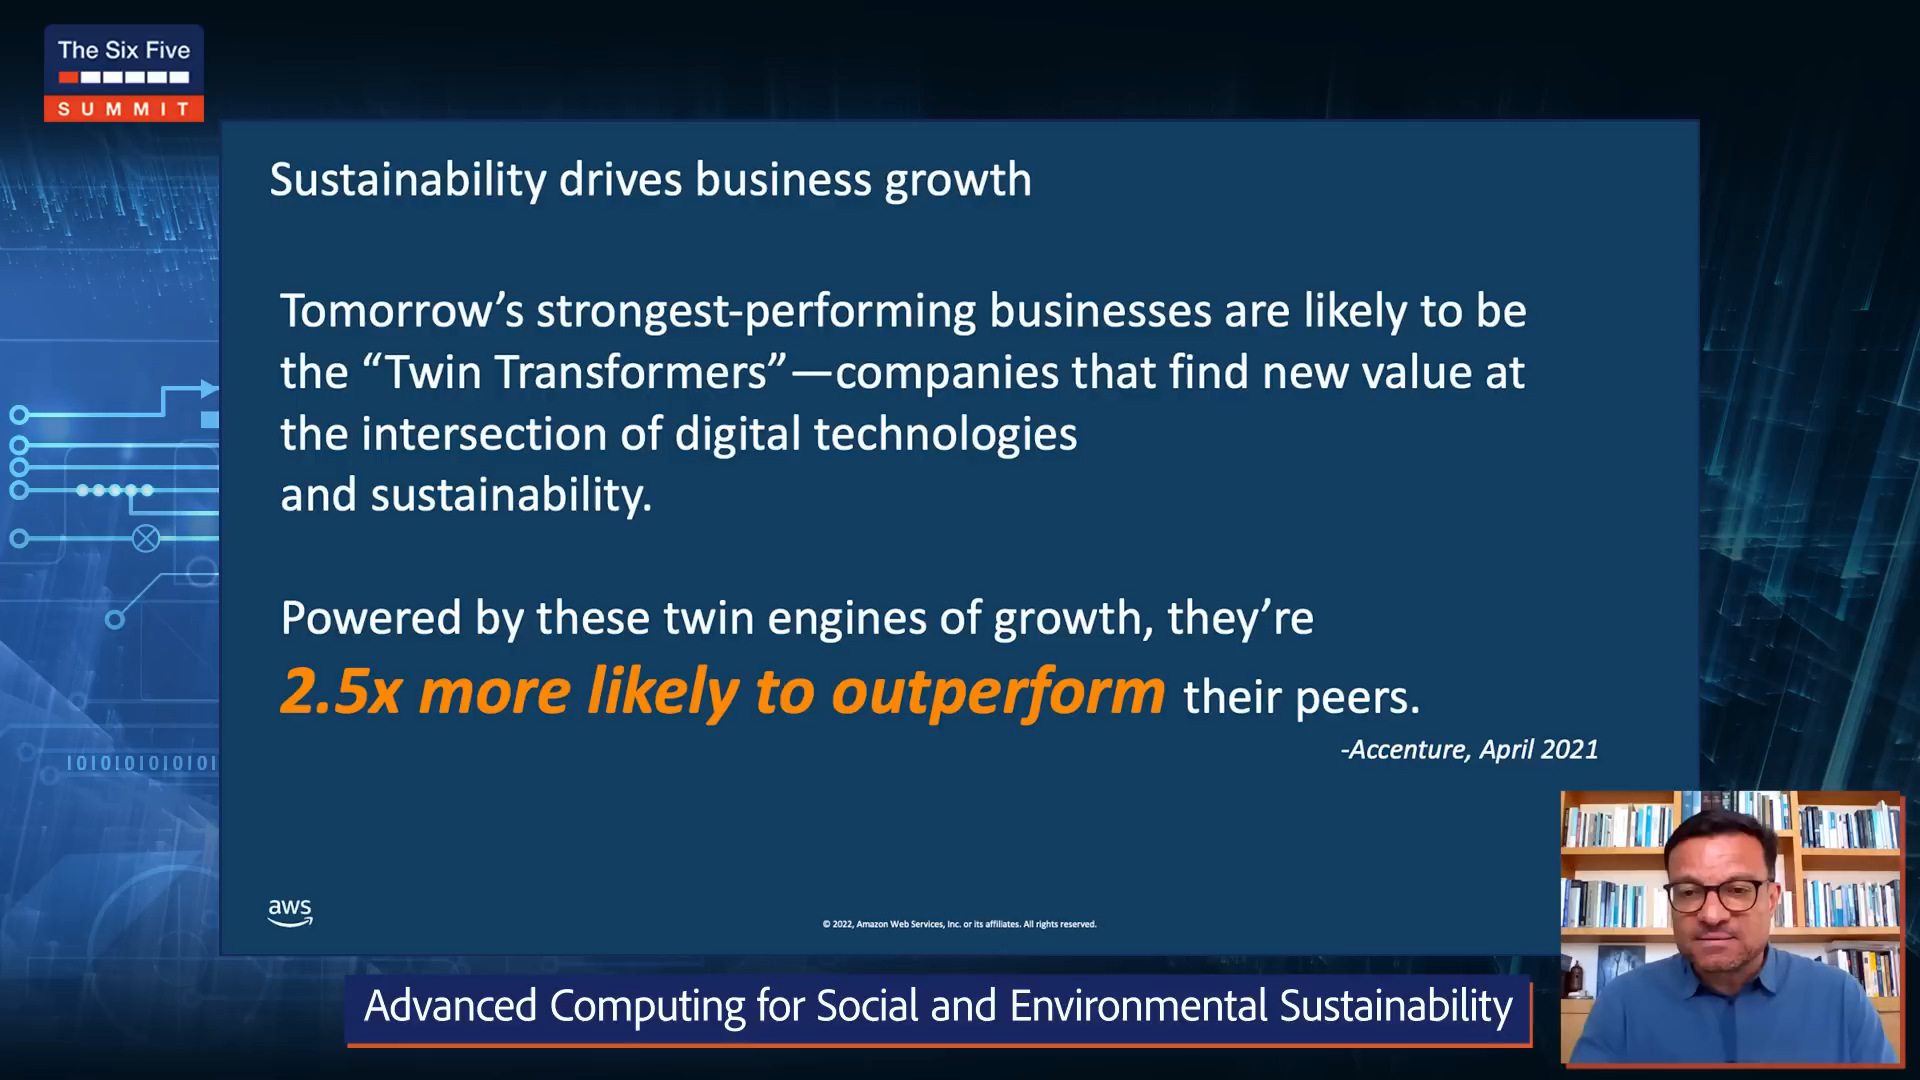 The Six Five
SUMMIT
Sustainability drives business growth
Tomorrow’s strongest-performing businesses are likely to be
the “Twin Transformers”—companies that find new value at
the intersection of digital technologies
and sustainability.
Powered by these twin engines of growth, they’re
2.5x more likely to outperform their peers.
-Accenture, April 2021
1010101010101
aws
© 2022, Amazon Web Services, Inc. or its affiliates. All rights reserved.
Advanced Computing for Social and Environmental Sustainability